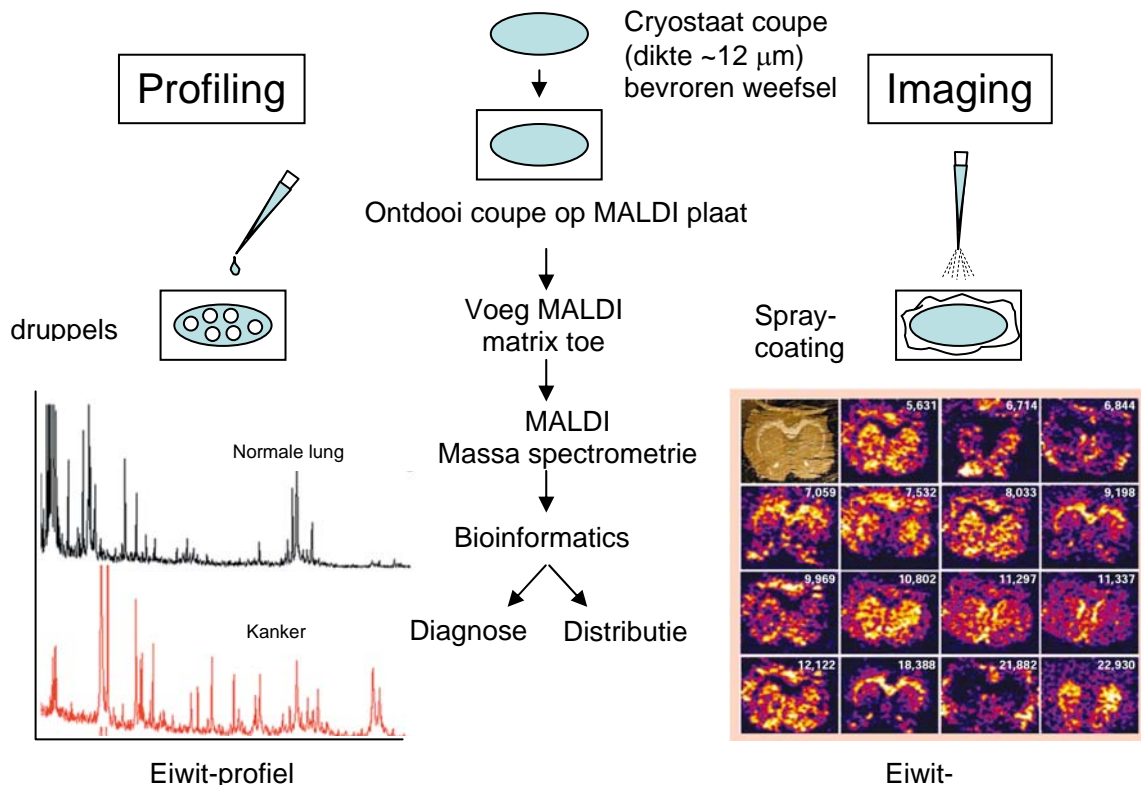 Cryostaat coupe
(dikte ~12 μm)
bevroren weefsel
Profiling
Imaging
Ontdooi coupe op MALDI plaat
druppels
Voeg MALDI
matrix toe
Spray-
coating
MALDI
Massa spectrometrie
Bioinformatics
Diagnose
Distributie
Normale lung
Kanker
Eiwit-profiel
5,631
6,714
6,844
7,059
7,532
8,033
9,198
9,969
10,802
11,297
11,337
12,122
18,388
21,882
22,930
Eiwit-